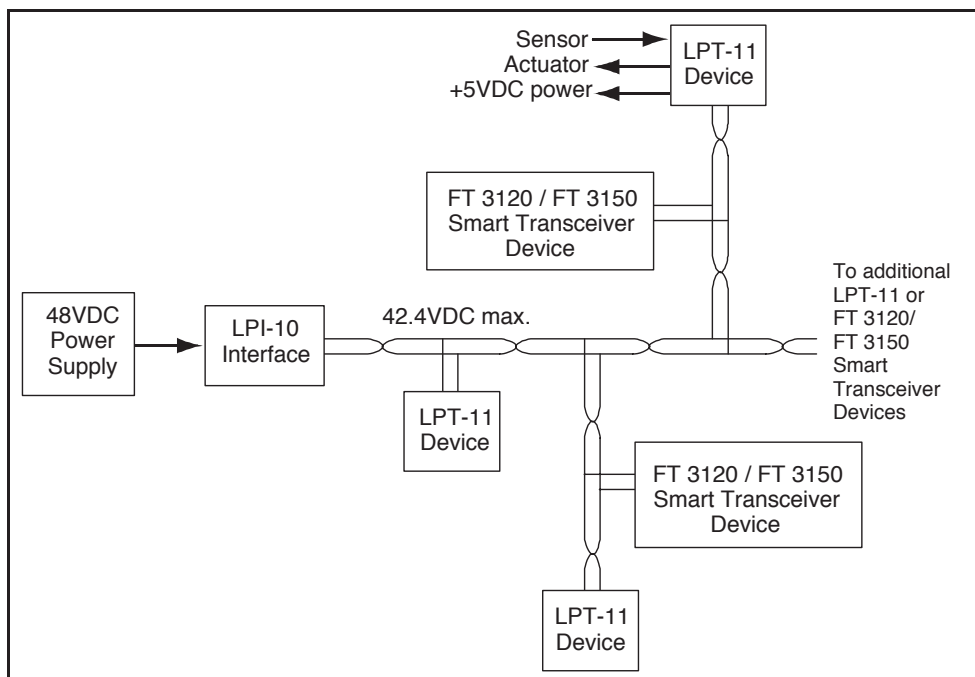 Sensor
Actuator
+5VDC power
LPT-11
Device
FT 3120 / FT 3150
Smart Transceiver
Device
48VDC
Power
Supply
LPI-10
Interface
42.4VDC max.
To additional
LPT-11 or
FT 3120/
FT 3150
Smart
Transceiver
Devices
LPT-11
Device
FT 3120 / FT 3150
Smart Transceiver
Device
LPT-11
Device